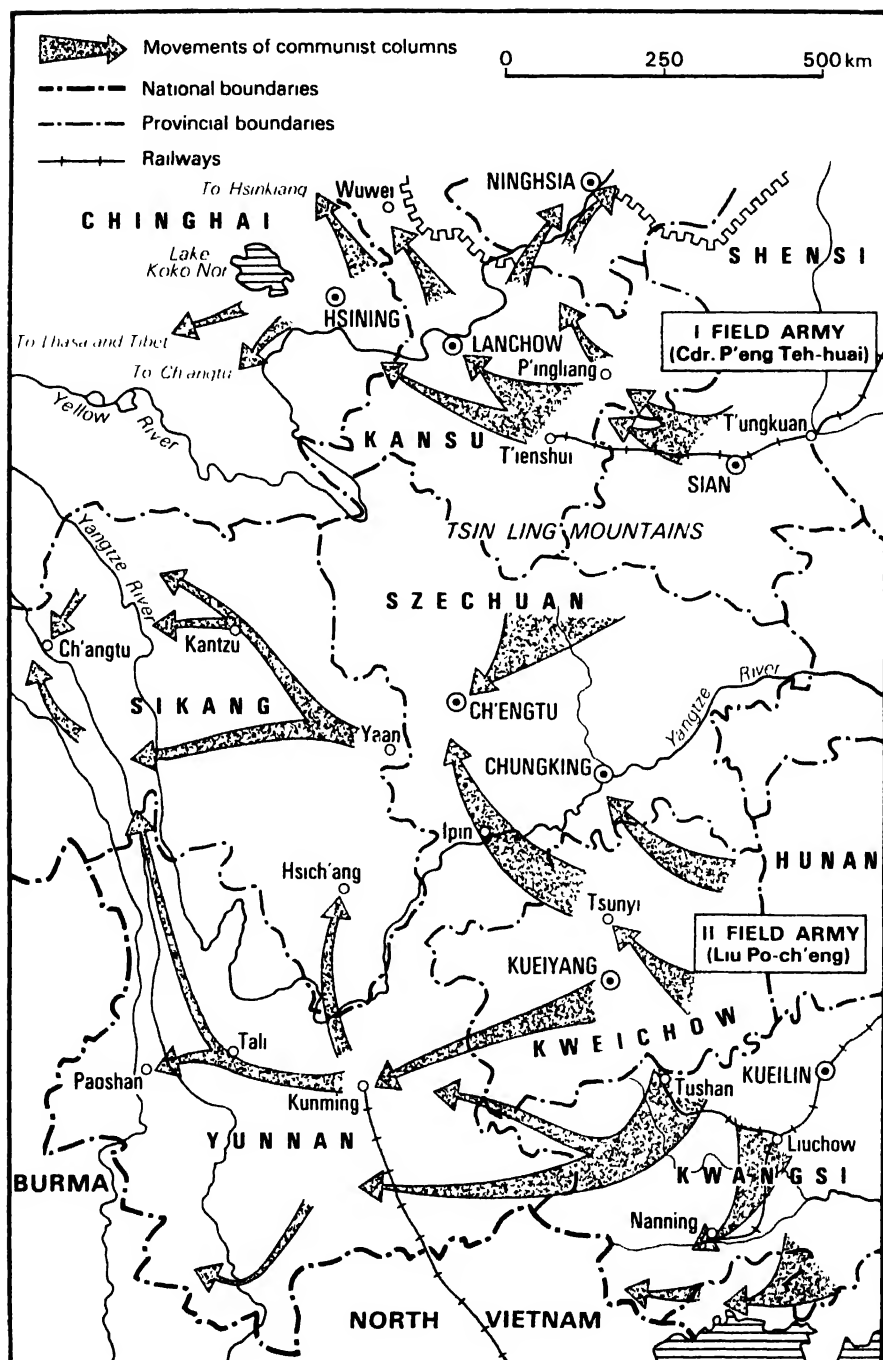 Movements of communist columns
National boundaries
Provincial boundaries
Railways
0 250 500 km
To Hsinkiang
Wuwei
NINGHSIA
CHINGHAI
SHENSI
Lake
Koko Nor
HSINING
LANCHOW
I FIELD ARMY
(Cdr. P'eng Teh-huai)
To Lhasa and Tibet
P'ingliang
To Ch'angtu
Yellow River
KANSU
T'ungkuan
T'ienshui
SIAN
TSIN LING MOUNTAINS
Yangtze River
SZECHUAN
Ch'angtu
Kantzu
SIKANG
CH'ENGTU
Yangtze River
Yaan
CHUNGKING
Ipin
HUNAN
Hsich'ang
Tsunyi
II FIELD ARMY
(Liu Po-ch'eng)
KUEIYANG
KWEICHOW
Tali
Paoshan
Kunming
Tushan
KUEILIN
YUNNAN
Liuchow
BURMA
KWANGSI
Nanning
NORTH VIETNAM